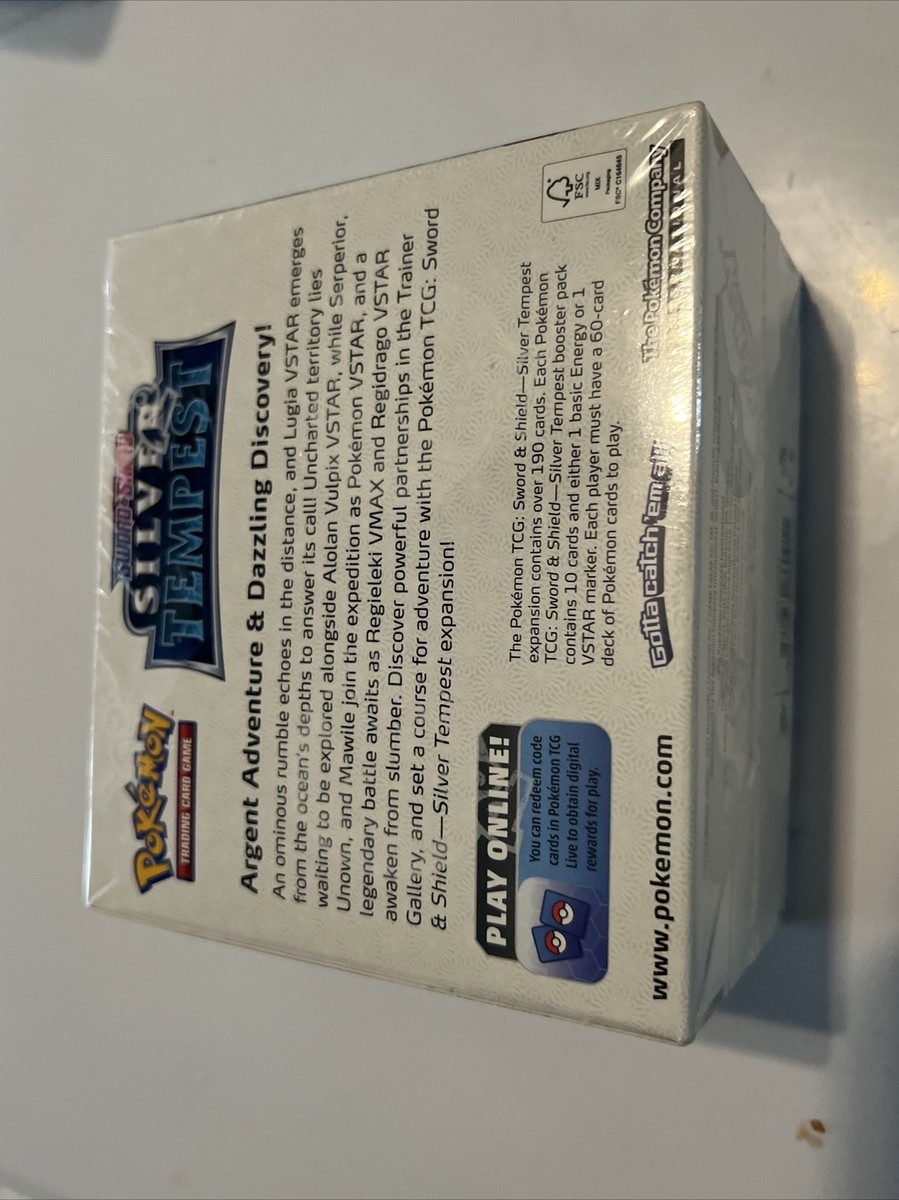 POKéMON
TRADING CARD GAME
SWORD & SHIELD
SILVER
TEMPEST
Argent Adventure & Dazzling Discovery!
An ominous rumble echoes in the distance, and Lugia VSTAR emerges
from the ocean's depths to answer its call! Uncharted territory lies
waiting to be explored alongside Alolan Vulpix VSTAR, while Serperior,
Unown, and Mawile join the expedition as Pokémon VSTAR, and a
legendary battle awaits as Regieleki VMAX and Regidrago VSTAR
awaken from slumber. Discover powerful partnerships in the Trainer
Gallery, and set a course for adventure with the Pokémon TCG: Sword
& Shield—Silver Tempest expansion!
PLAY ONLINE!
You can redeem code
cards in Pokémon TCG
Live to obtain digital
rewards for play.
The Pokémon TCG: Sword & Shield—Silver Tempest
expansion contains over 190 cards. Each Pokémon
TCG: Sword & Shield—Silver Tempest booster pack
contains 10 cards and either 1 basic Energy or 1
VSTAR marker. Each player must have a 60-card
deck of Pokémon cards to play.
FSC
MIX
Packaging
FSC® C164645
www.pokemon.com
Gotta catch 'em all!
The Pokémon Company
INTERNATIONAL